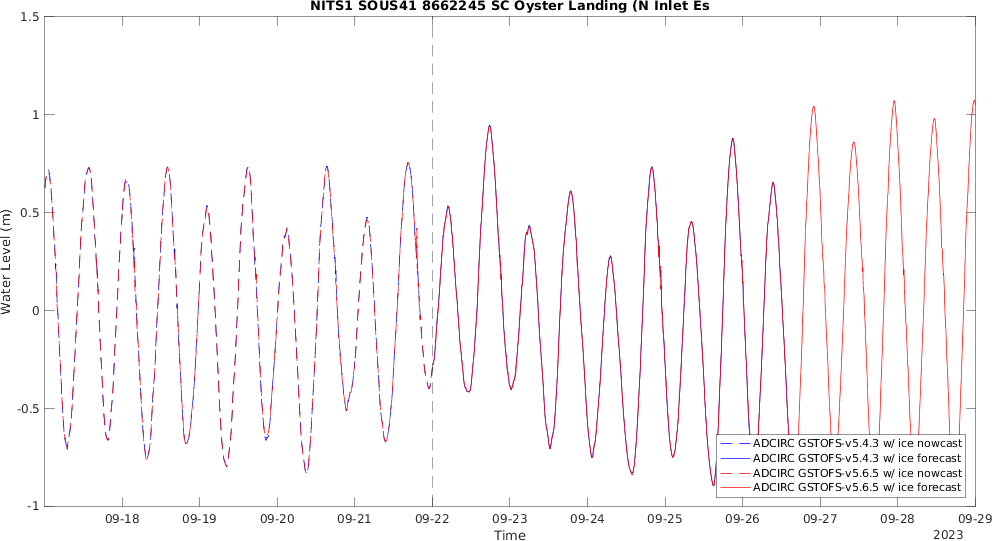 NITS1 SOUS41 8662245 SC Oyster Landing (N Inlet Es
1.5
1
0.5
0
-0.5
-1
Water Level (m)
ADCIRC GSTOFS-v5.4.3 w/ ice nowcast
ADCIRC GSTOFS-v5.4.3 w/ ice forecast
ADCIRC GSTOFS-v5.6.5 w/ ice nowcast
ADCIRC GSTOFS-v5.6.5 w/ ice forecast
09-18 09-19 09-20 09-21 09-22 09-23 09-24 09-25 09-26 09-27 09-28 09-29
Time
2023